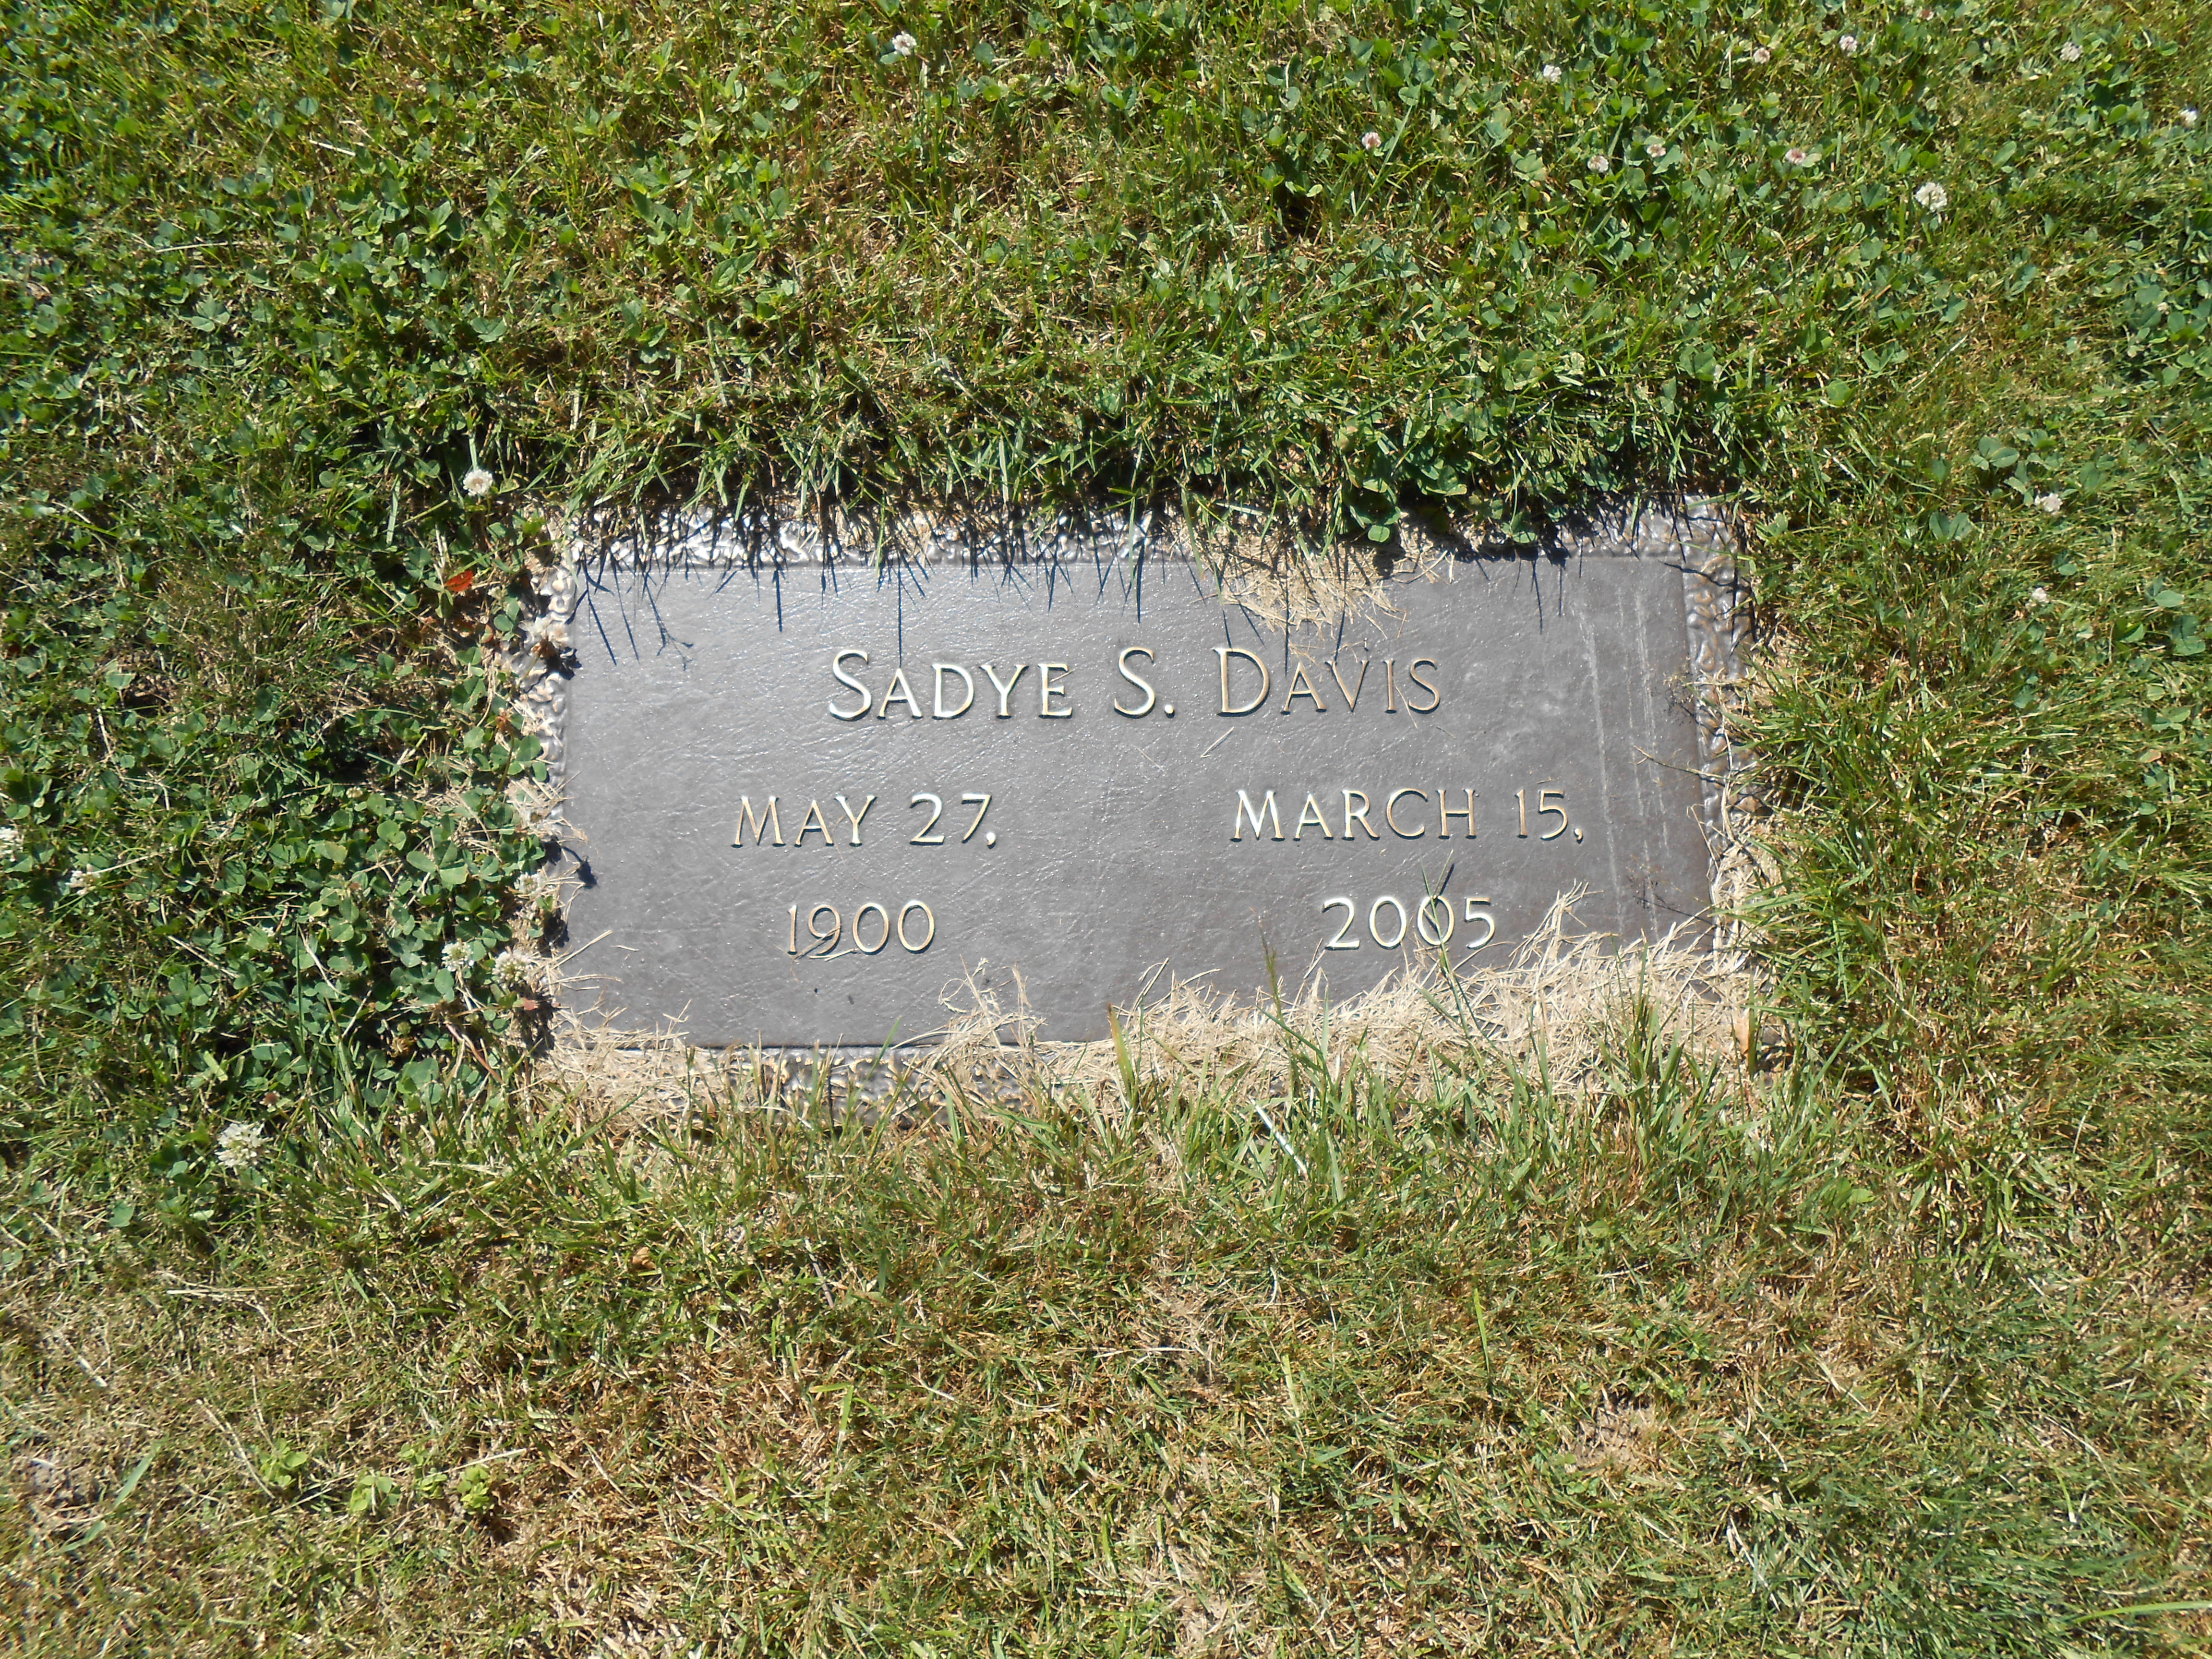 SADYE S. DAVIS
MAY 27, MARCH 15,
1900 2005